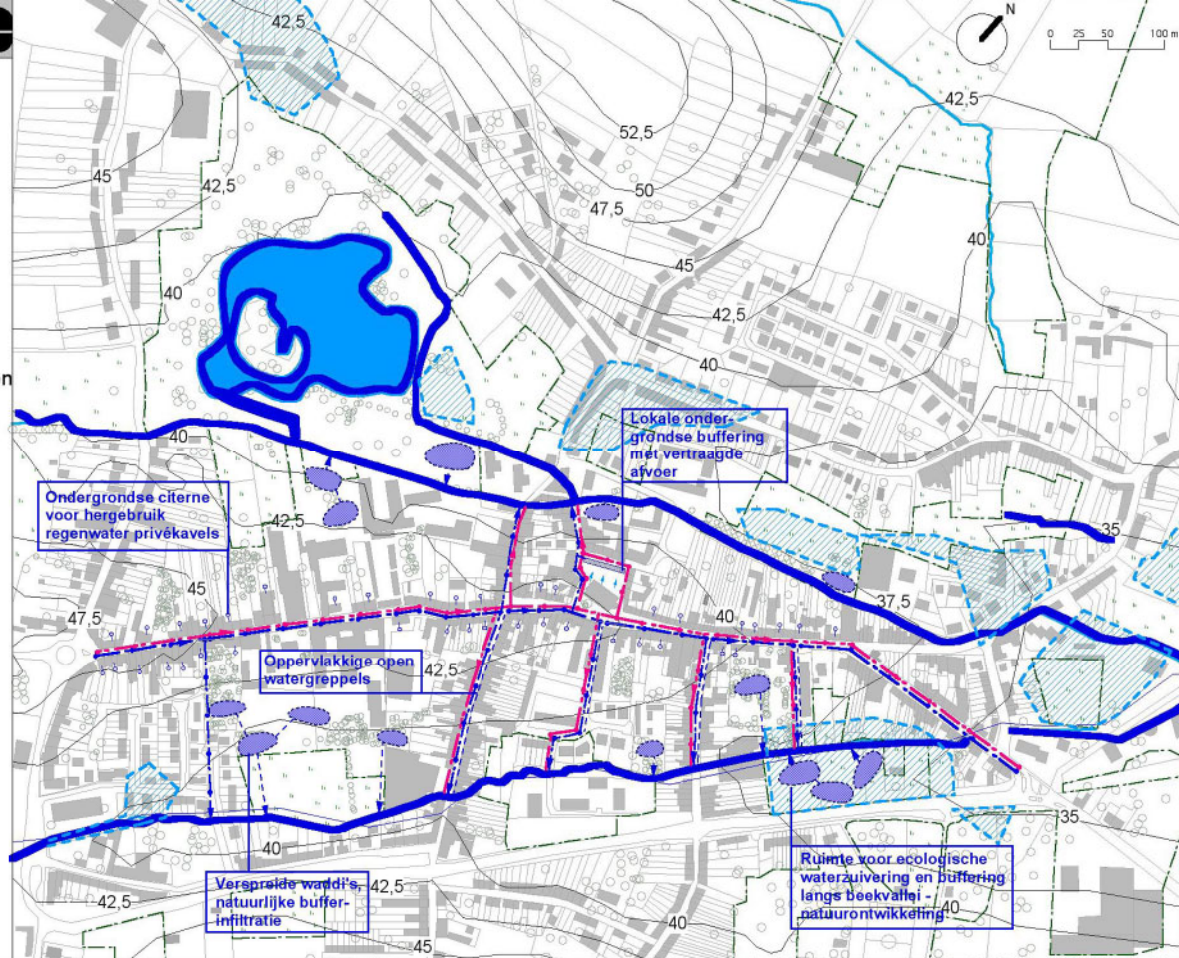 42,5
N
0 25 50 100 m
42,5
52,5
45
42,5
50
47,5
40
45
40
42,5
en
40
Lokale onder-
grondse buffering
met vertraagde
afvoer
40
Ondergrondse citerne
voor hergebruik
regenwater privékavels
42,5
35
45
37,5
47,5
40
Oppervlakkige open
watergreppels
42,5
35
40
Ruimte voor ecologische
waterzuivering en buffering
langs beekvallei -
natuurontwikkeling
Verspreide waddi's,
natuurlijke buffer-
infiltratie
42,5
42,5
40
40
45